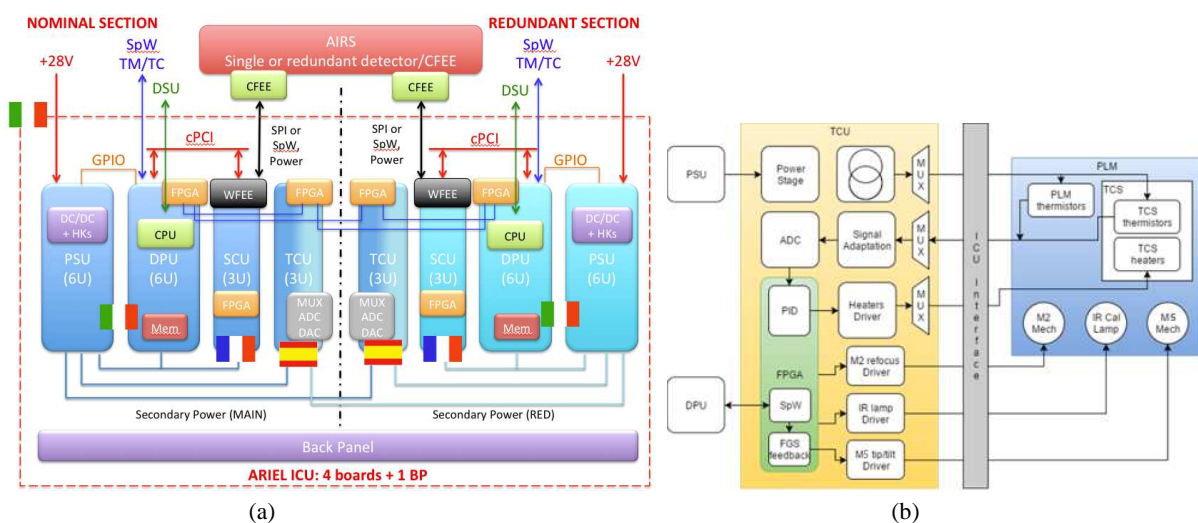 NOMINAL SECTION
REDUNDANT SECTION
SpW
TM/TC
+28V
DSU
AIRS
Single or redundant detector/CFEE
CFEE
CFEE
DSU
SpW
TM/TC
+28V
cPCI
SPI or
SpW,
Power
SPI or
SpW,
Power
cPCI
GPIO
GPIO
FPGA
WFEE
FPGA
FPGA
WFEE
FPGA
DC/DC
+ HKs
PSU
(6U)
CPU
DPU
(6U)
Mem
SCU
(3U)
FPGA
TCU
(3U)
MUX
ADC
DAC
TCU
(3U)
MUX
ADC
DAC
SCU
(3U)
FPGA
CPU
DPU
(6U)
Mem
DC/DC
+ HKs
PSU
(6U)
Secondary Power (MAIN)
Secondary Power (RED)
Back Panel
ARIEL ICU: 4 boards + 1 BP
(a)
TCU
PSU
Power
Stage
MUX
ADC
Signal
Adaptation
MUX
PID
Heaters
Driver
MUX
FPGA
M2 refocus
Driver
DPU
SpW
IR lamp
Driver
FGS
feedback
M5 tip/tilt
Driver
ICU Interface
PLM
PLM
thermistors
TCS
TCS
thermistors
TCS
heaters
M2
Mech
IR Cal
Lamp
M5
Mech
(b)